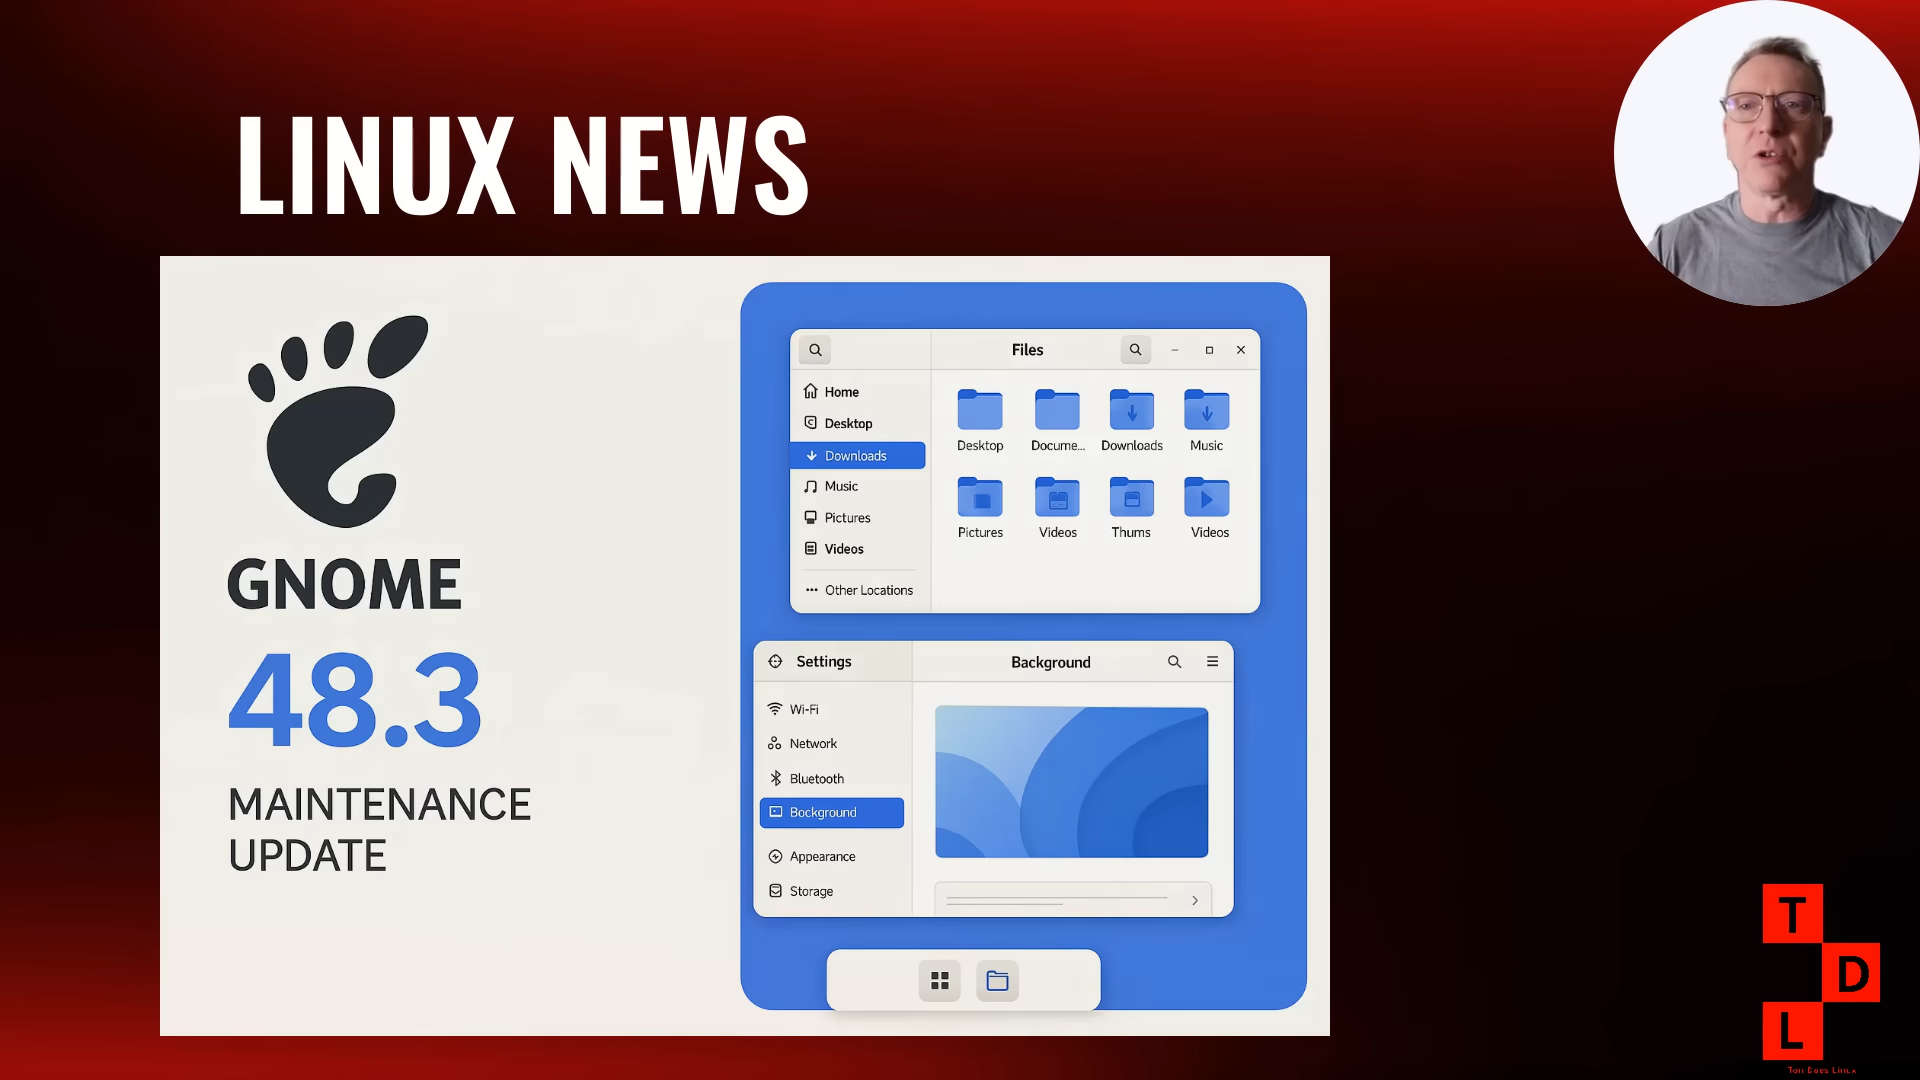 LINUX NEWS
GNOME
48.3
MAINTENANCE
UPDATE
Files
Home
Desktop
Downloads
Music
Pictures
Videos
Other Locations
Desktop Docume... Downloads Music
Pictures Videos Thums Videos
Settings
Background
Wi-Fi
Network
Bluetooth
Bockground
Appearance
Storage
T
D
L